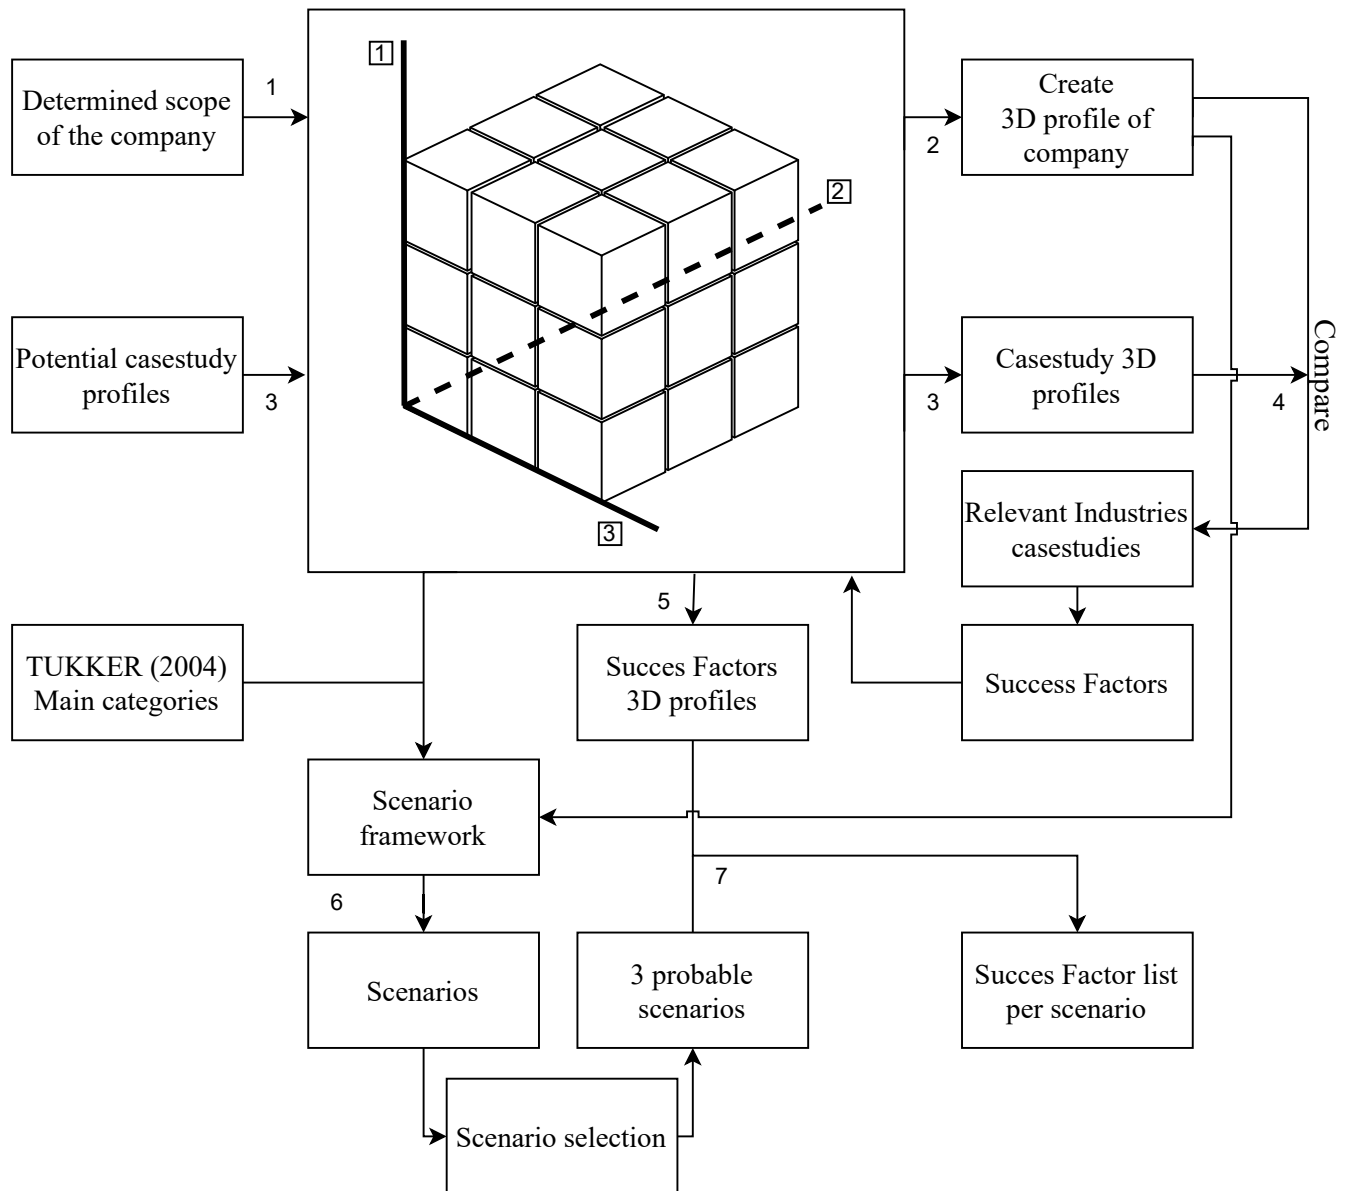 1
Determined scope
of the company
1
Create
3D profile of
company
2
2
Potential casestudy
profiles
3
Casestudy 3D
profiles
3
4
Compare
Relevant Industries
casestudies
3
5
TUKKER (2004)
Main categories
Succes Factors
3D profiles
Success Factors
Scenario
framework
6
7
Scenarios
3 probable
scenarios
Succes Factor list
per scenario
Scenario selection